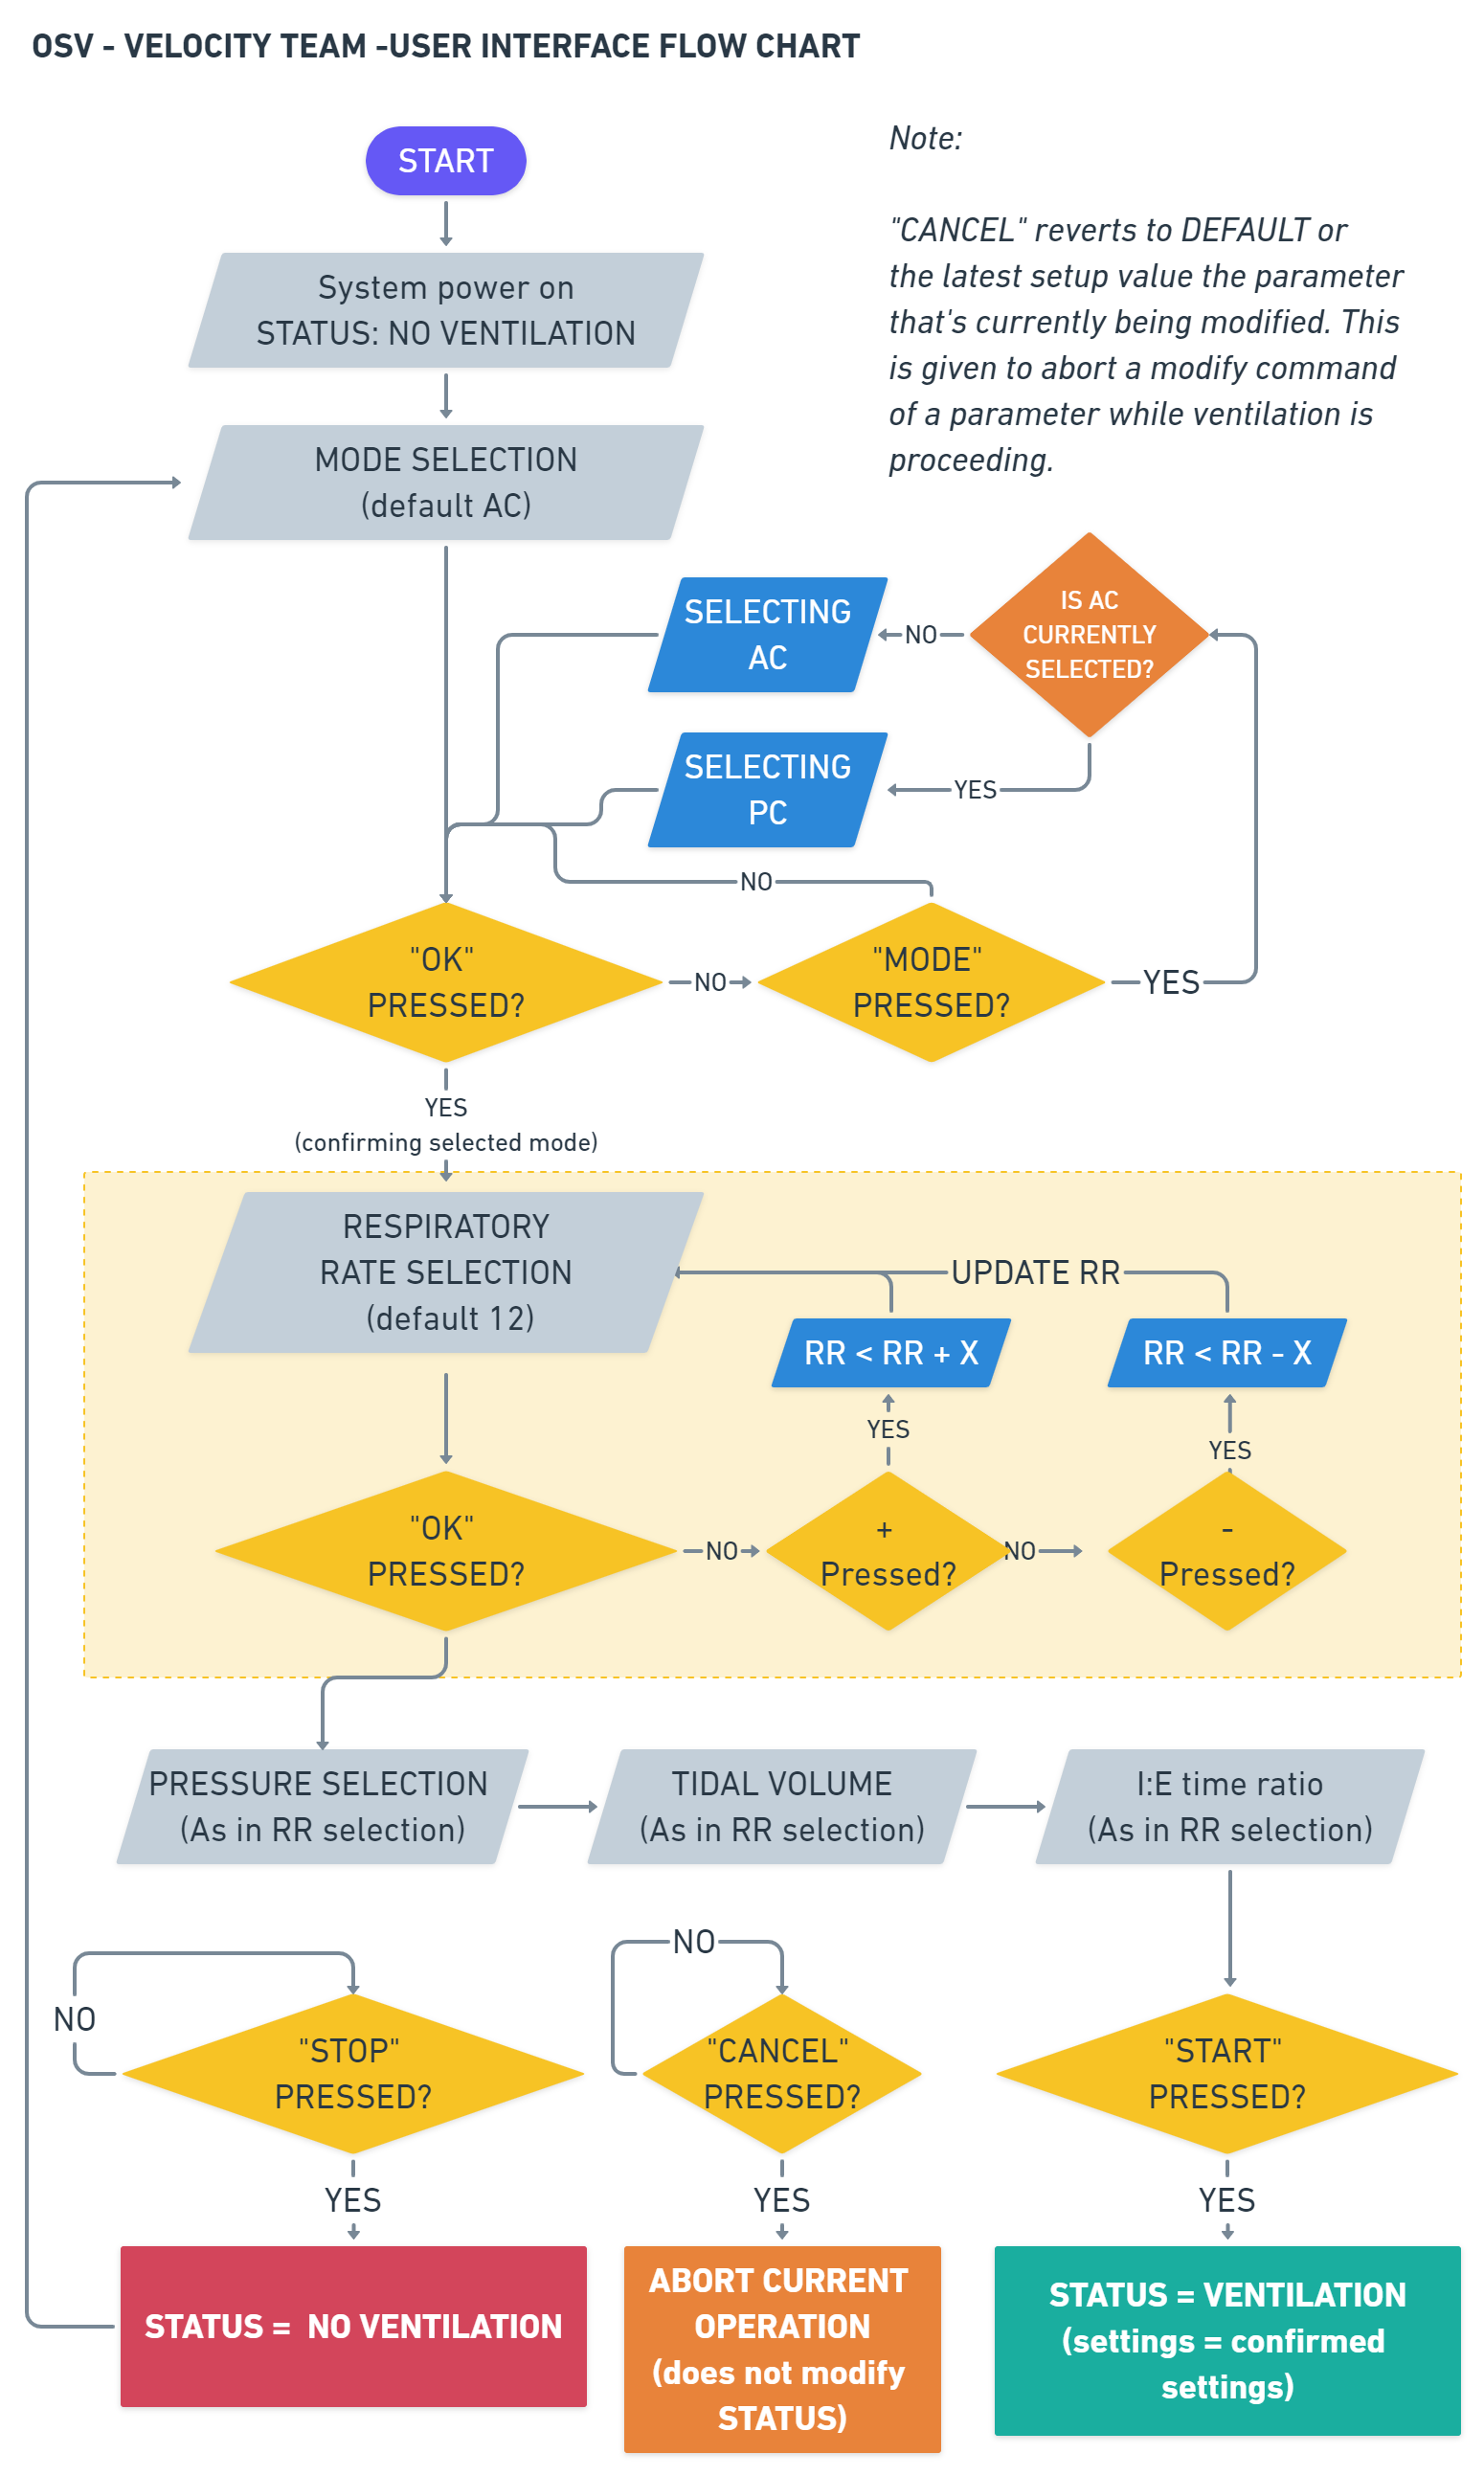 OSV - VELOCITY TEAM -USER INTERFACE FLOW CHART
START
Note:
"CANCEL" reverts to DEFAULT or
the latest setup value the parameter
that's currently being modified. This
is given to abort a modify command
of a parameter while ventilation is
proceeding.
System power on
STATUS: NO VENTILATION
MODE SELECTION
(default AC)
SELECTING
AC
NO
IS AC
CURRENTLY
SELECTED?
SELECTING
PC
YES
NO
"OK"
PRESSED?
NO
"MODE"
PRESSED?
YES
YES
(confirming selected mode)
RESPIRATORY
RATE SELECTION
(default 12)
UPDATE RR
RR < RR + X
RR < RR - X
YES
YES
"OK"
PRESSED?
NO
+
Pressed?
NO
-
Pressed?
PRESSURE SELECTION
(As in RR selection)
TIDAL VOLUME
(As in RR selection)
I:E time ratio
(As in RR selection)
NO
NO
"STOP"
PRESSED?
"CANCEL"
PRESSED?
"START"
PRESSED?
YES
YES
YES
STATUS =  NO VENTILATION
ABORT CURRENT
OPERATION
(does not modify
STATUS)
STATUS = VENTILATION
(settings = confirmed
settings)